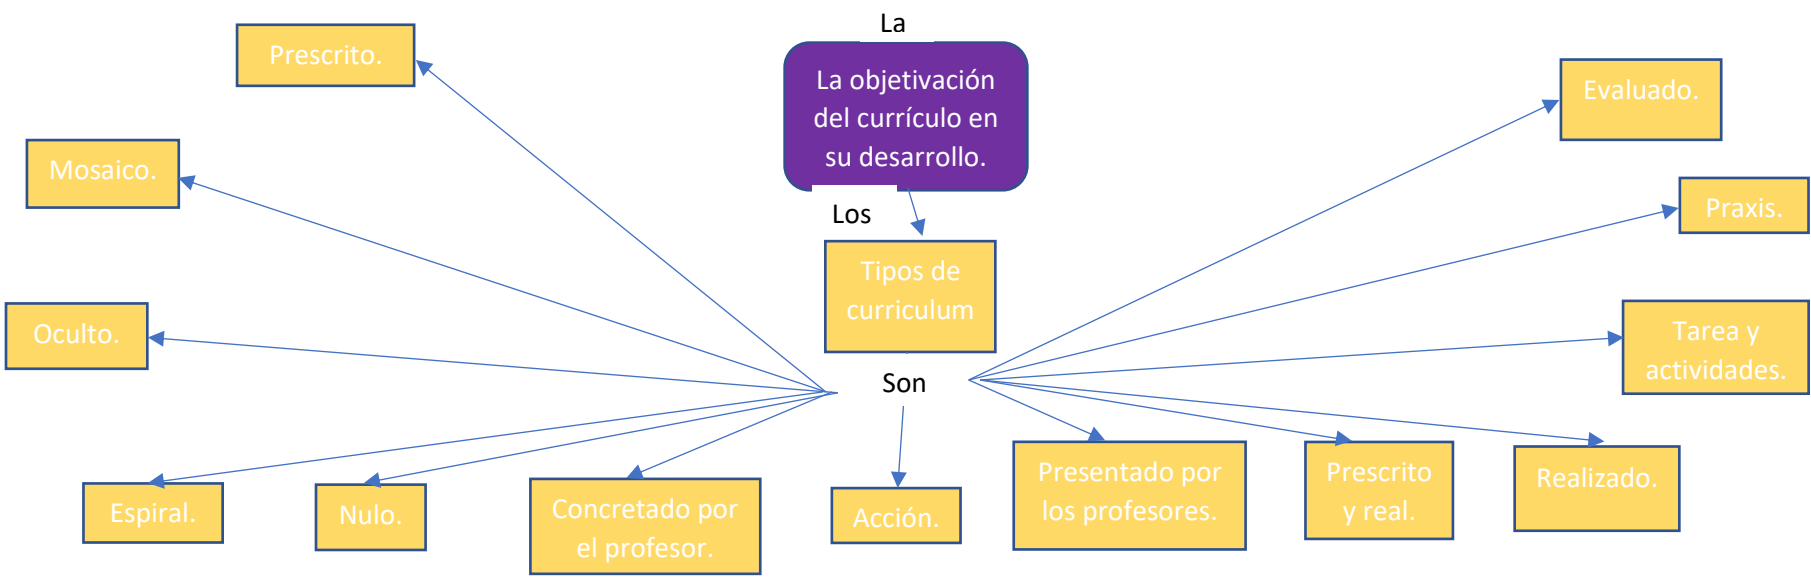 La
La objetivación
del currículo en
su desarrollo.
Los
Tipos de
curriculum
Son
Prescrito.
Mosaico.
Oculto.
Espiral.
Nulo.
Concretado por
el profesor.
Acción.
Presentado por
los profesores.
Prescrito
y real.
Realizado.
Tarea y
actividades.
Praxis.
Evaluado.